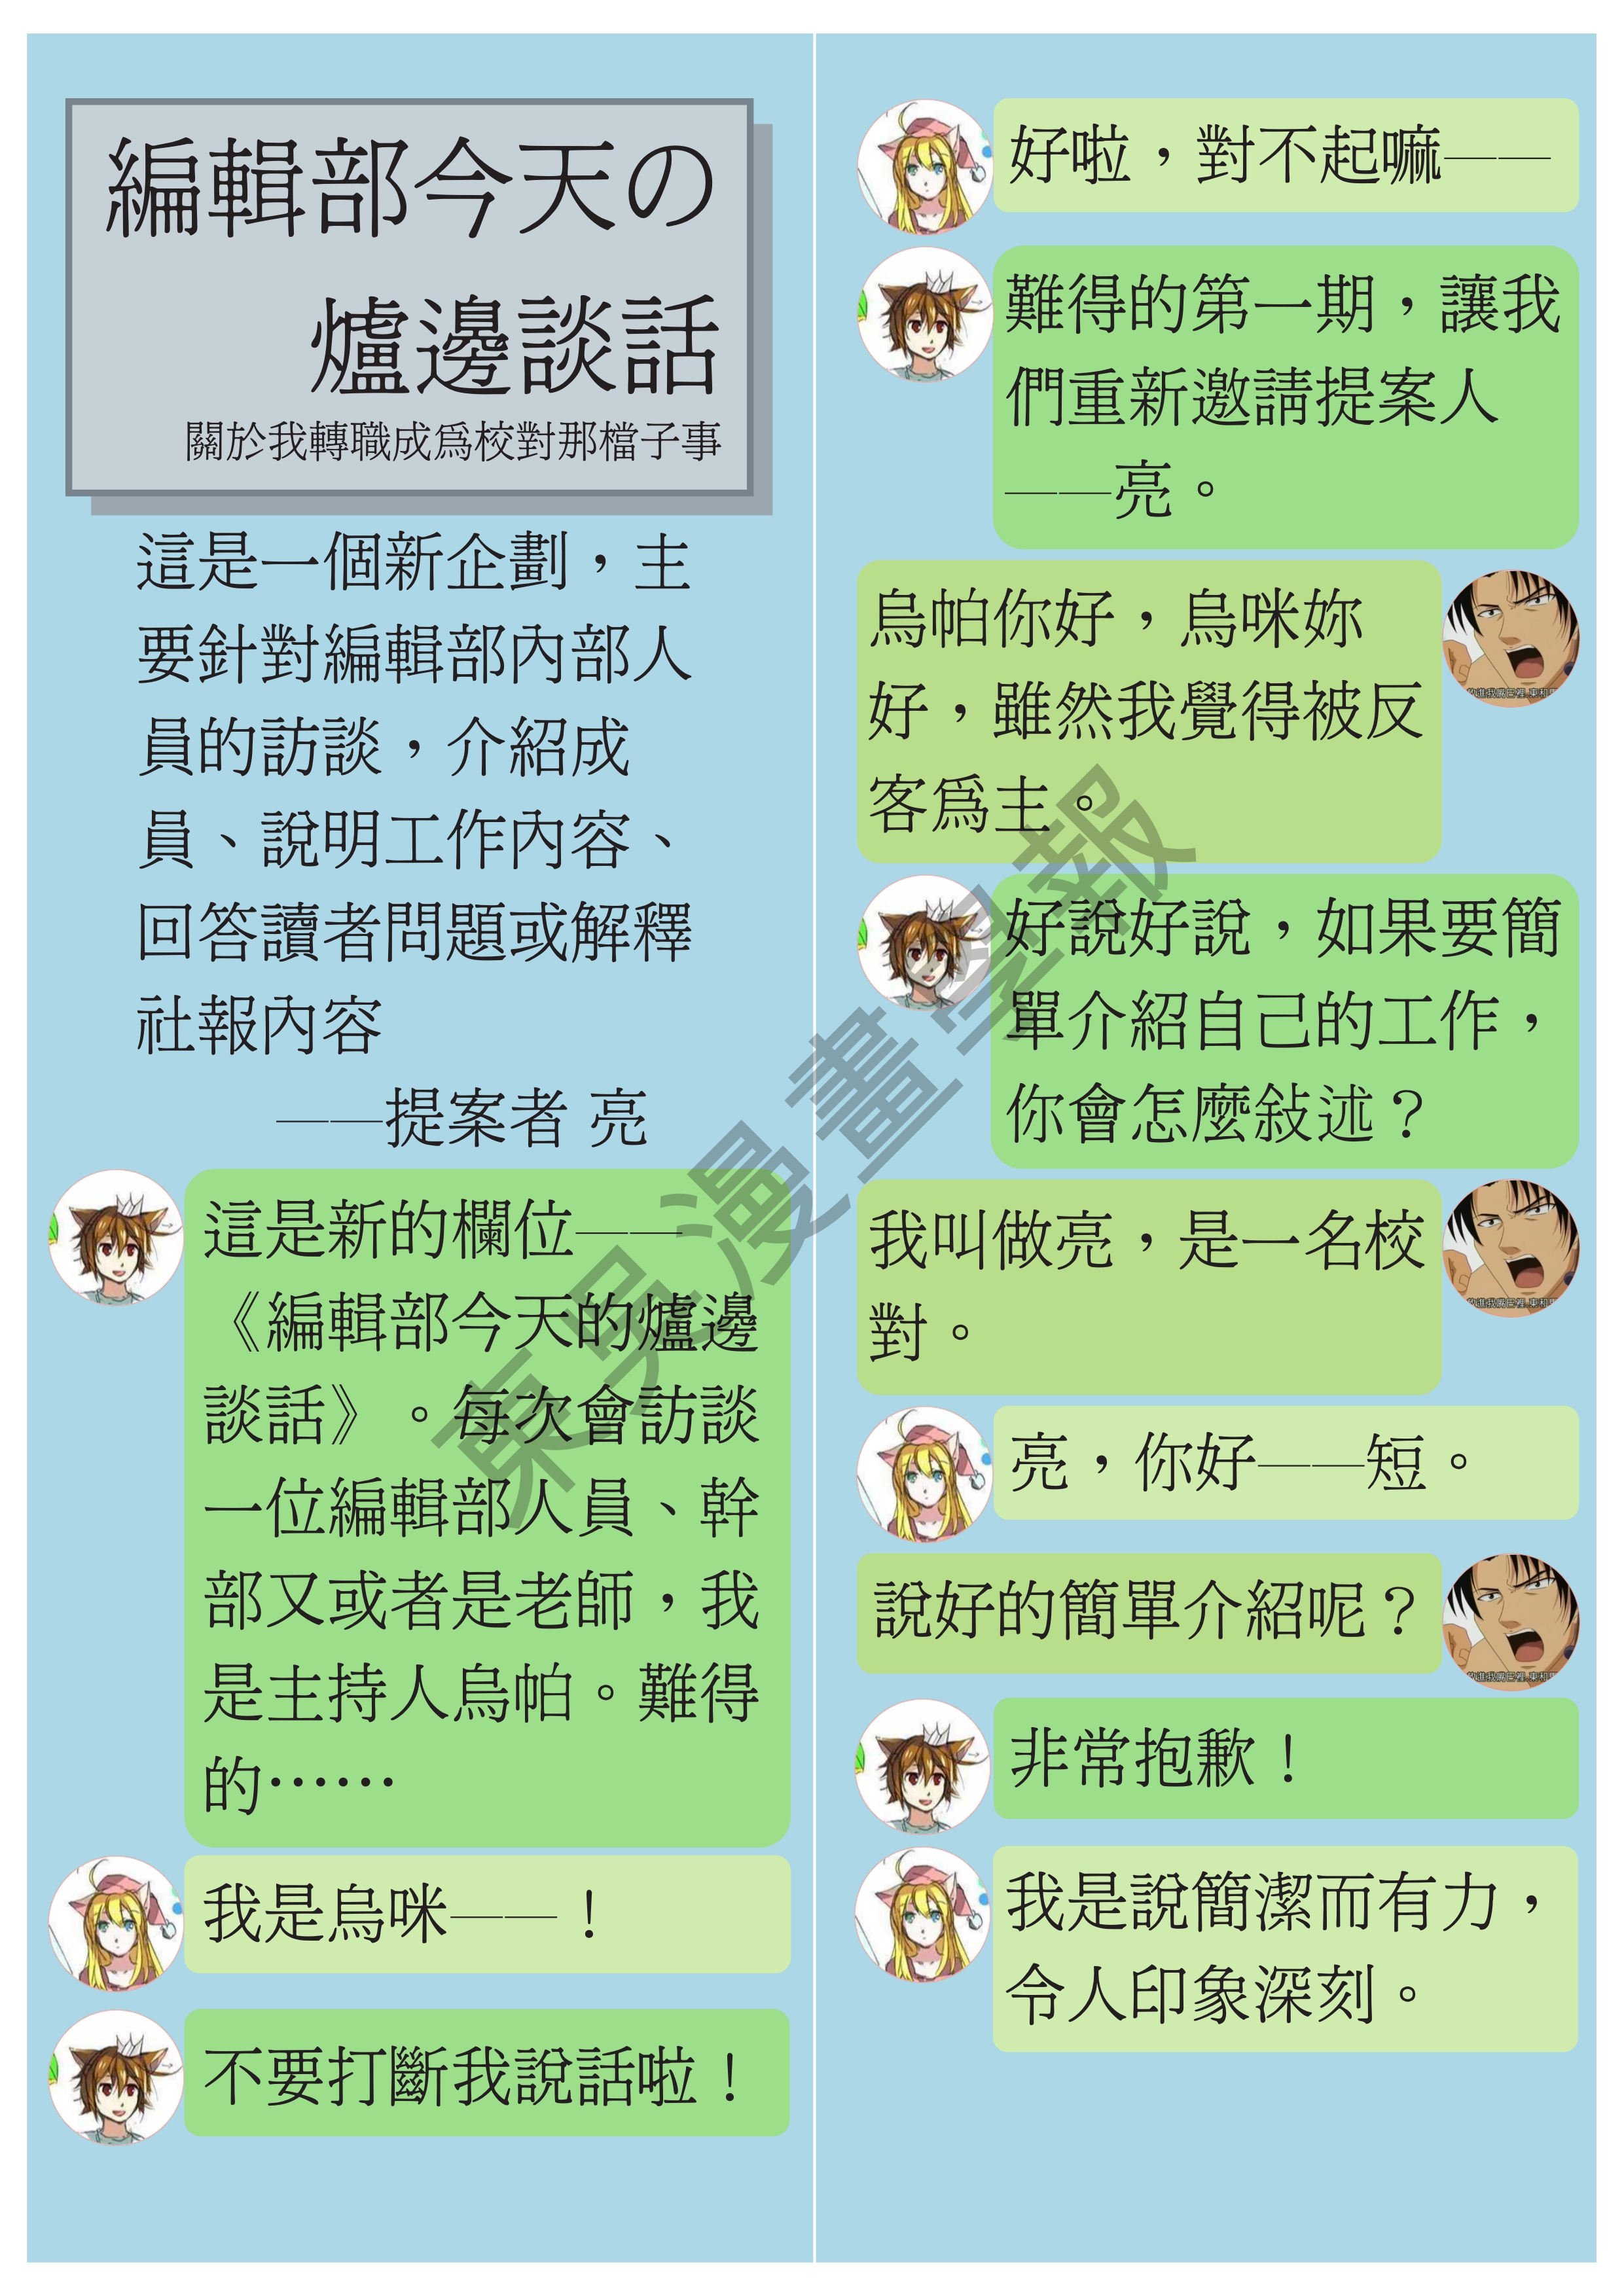 編輯部今天の
爐邊談話
關於我轉職成為校對那檔子事
這是一個新企劃，主
要針對編輯部內部人
員的訪談，介紹成
員、說明工作內容、
回答讀者問題或解釋
社報內容
——提案者 亮
這是新的欄位——
《編輯部今天的爐邊
談話》。每次會訪談
一位編輯部人員、幹
部又或者是老師，我
是主持人烏帕。難得
的……
我是烏咪——！
不要打斷我說話啦！
好啦，對不起嘛——
難得的第一期，讓我
們重新邀請提案人
——亮。
烏帕你好，烏咪妳
好，雖然我覺得被反
客為主。
好說好說，如果要簡
單介紹自己的工作，
你會怎麼敍述？
我叫做亮，是一名校
對。
亮，你好——短。
說好的簡單介紹呢？
非常抱歉！
我是說簡潔而有力，
令人印象深刻。
東吳漫畫學報